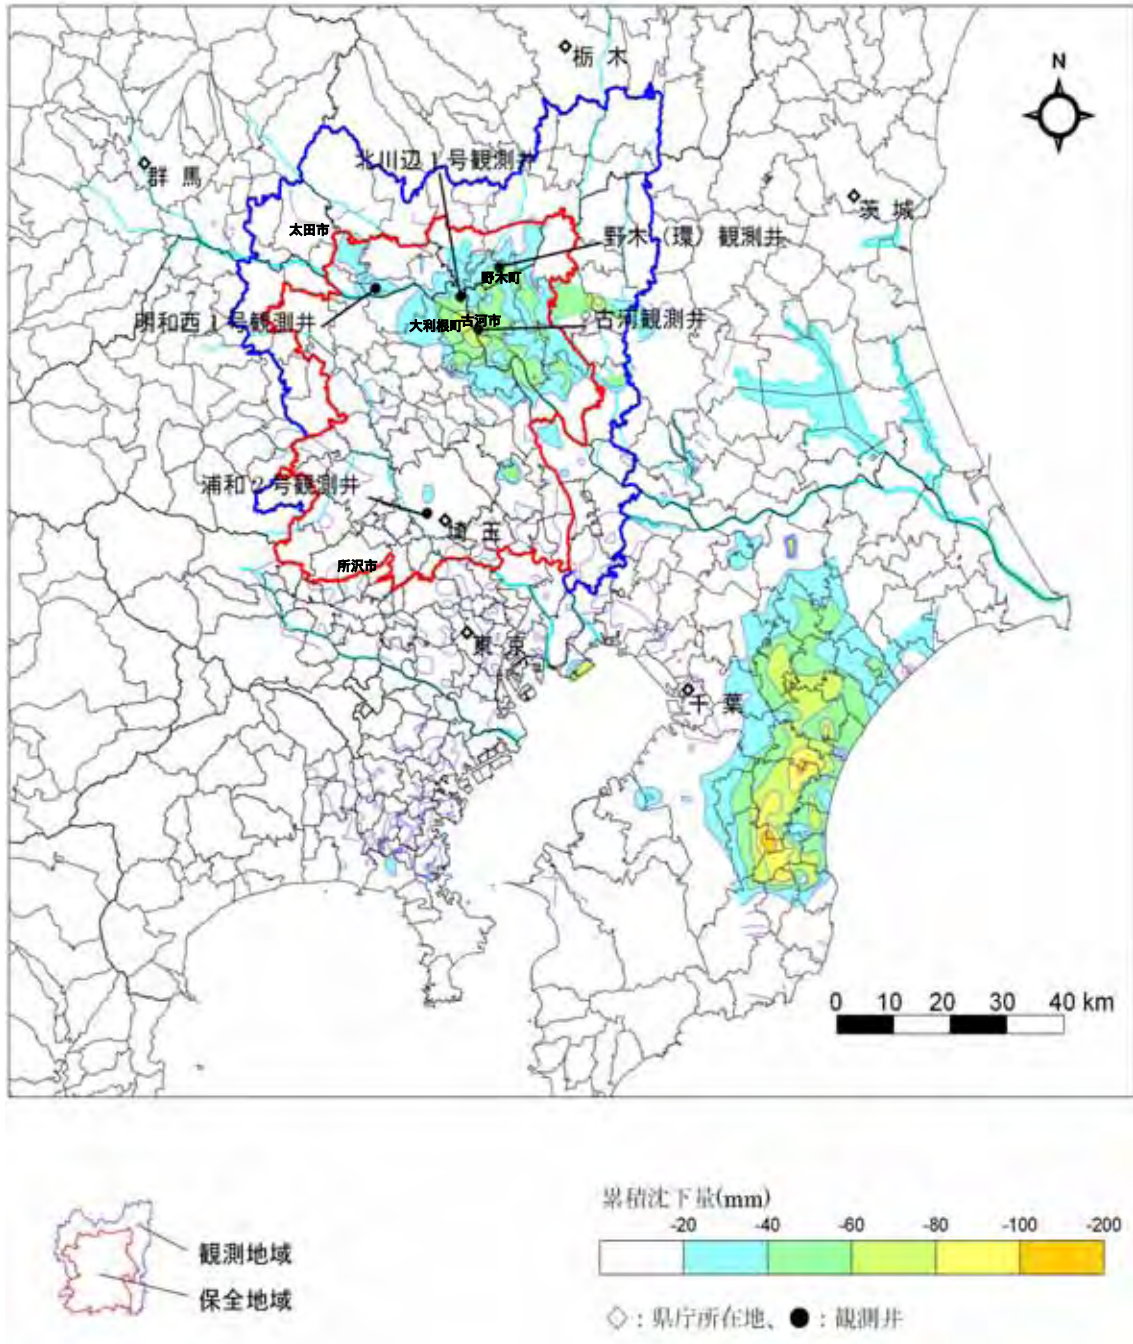 栃 木
N
北川辺１号観測井
群 馬
茨 城
太田市
野木（環）観測井
野木町
明和西１号観測井
大利根町
古河市
古河観測井
浦和２号観測井
埼 玉
所沢市
東 京
千 葉
0 10 20 30 40 km
累積沈下量(mm)
-20 -40 -60 -80 -100 -200
観測地域
保全地域
◇：県庁所在地、●：観測井